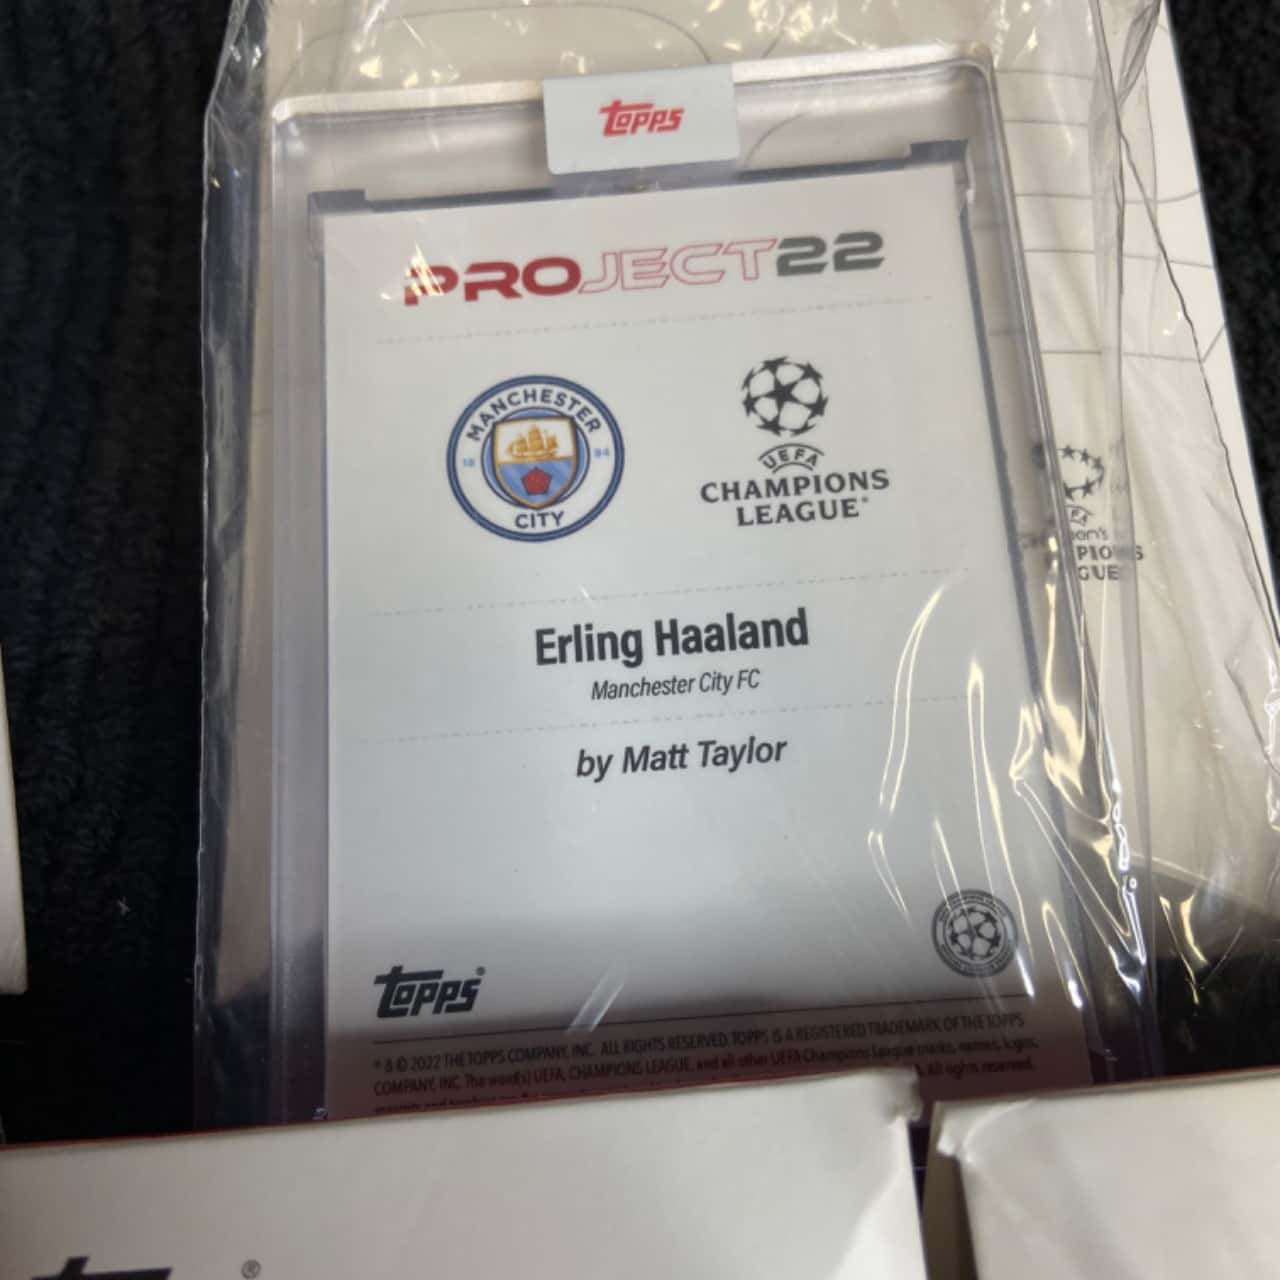 Topps
PROJECT22
MANCHESTER
18 94
CITY
UEFA
CHAMPIONS
LEAGUE®
PIONS
GUE
Erling Haaland
Manchester City FC
by Matt Taylor
Topps®
* & © 2022 THE TOPPS COMPANY, INC. ALL RIGHTS RESERVED. TOPPS IS A REGISTERED TRADEMARK OF THE TOPPS
COMPANY, INC. The word(s) UEFA, CHAMPIONS LEAGUE, and all other UEFA Champions League marks, names, logos,
All rights reserved.
®